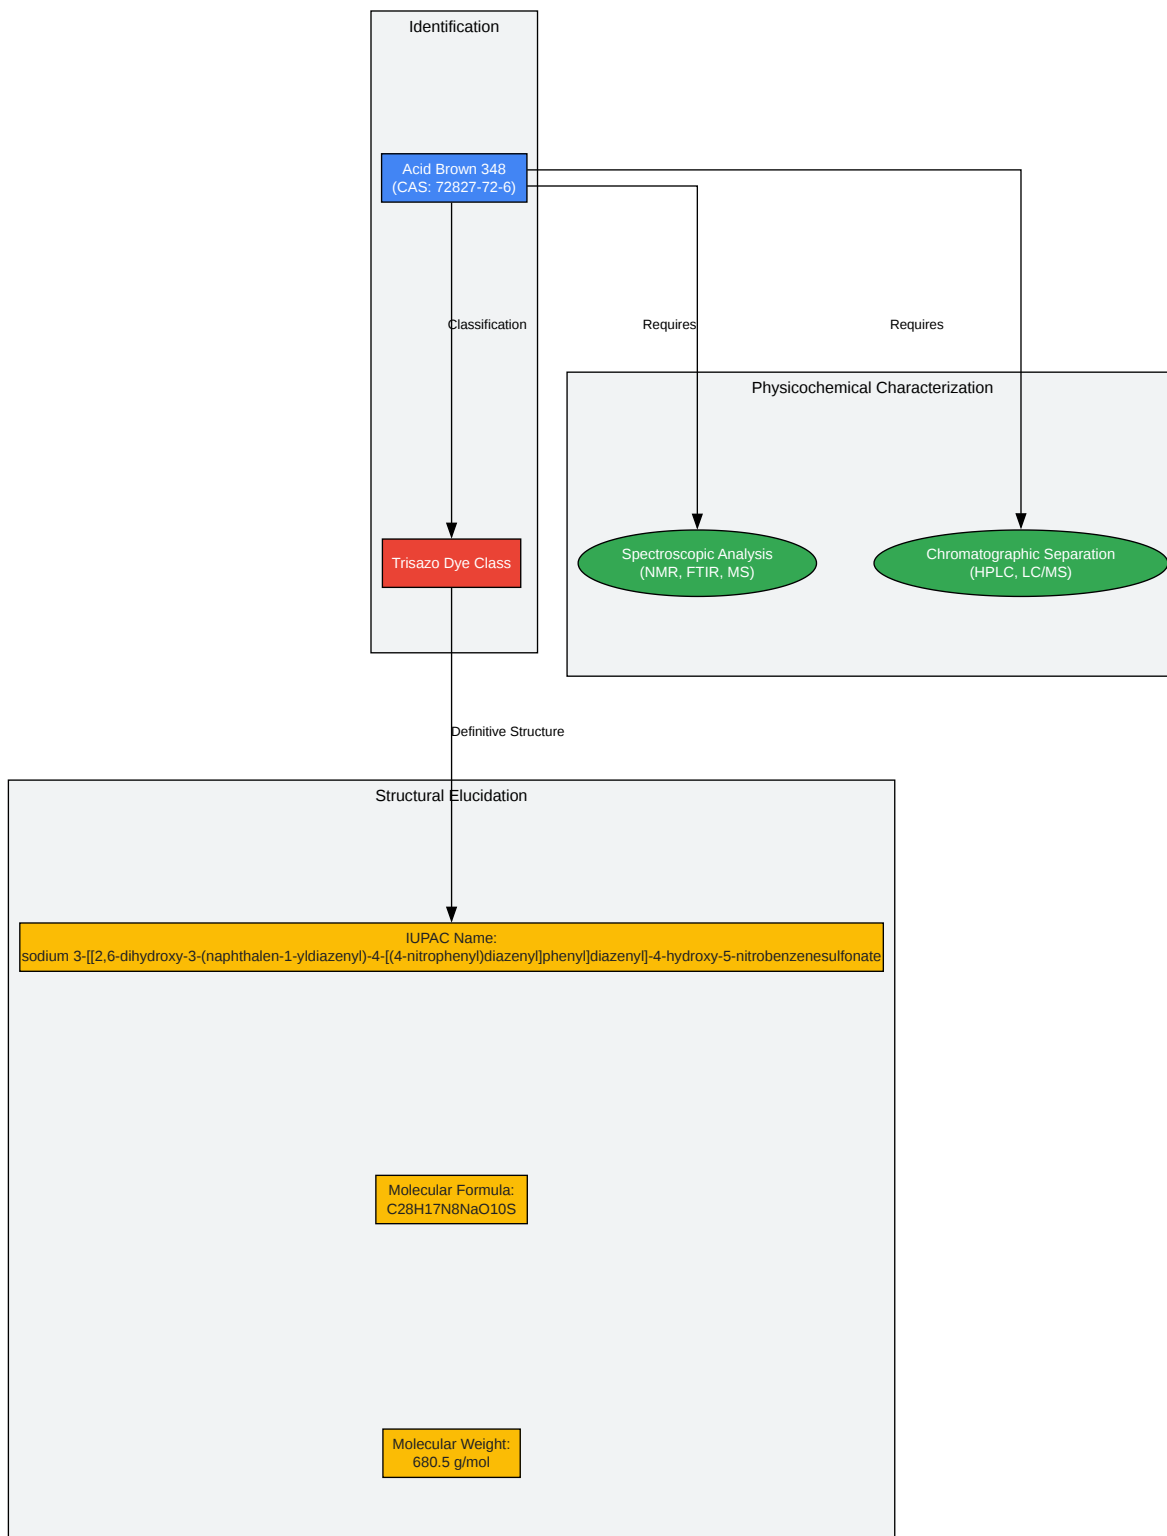 Identification
Acid Brown 348
(CAS: 72827-72-6)
Classification
Requires
Requires
Physicochemical Characterization
Trisazo Dye Class
Spectroscopic Analysis
(NMR, FTIR, MS)
Chromatographic Separation
(HPLC, LC/MS)
Definitive Structure
Structural Elucidation
IUPAC Name:
sodium 3-[[2,6-dihydroxy-3-(naphthalen-1-yldiazenyl)-4-[(4-nitrophenyl)diazenyl]phenyl]diazenyl]-4-hydroxy-5-nitrobenzenesulfonate
Molecular Formula:
C28H17N8NaO10S
Molecular Weight:
680.5 g/mol